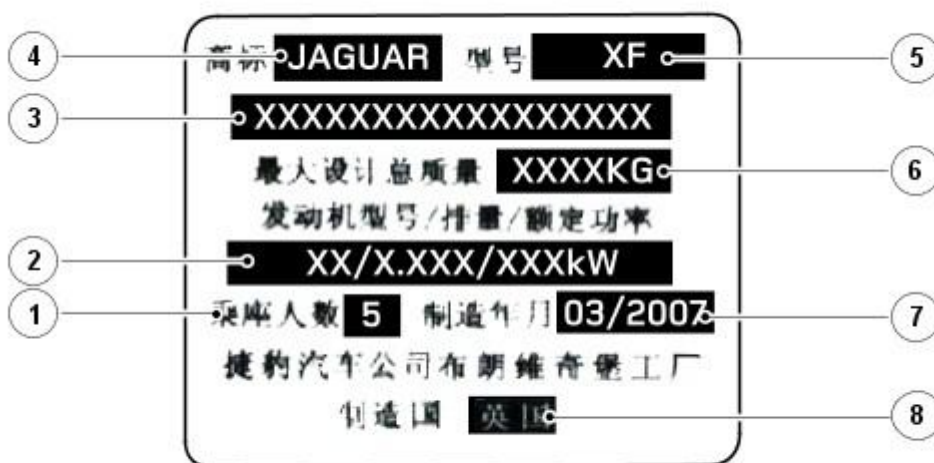 ④ 商标 JAGUAR 型号 XF ⑤
③ XXXXXXXXXXXXXXXXX
最大设计总质量 XXXXKG ⑥
发动机型号/排量/额定功率
② XX/X.XXX/XXXkW
① 乘座人数 5 制造年月 03/2007 ⑦
捷豹汽车公司布朗维奇堡工厂
制造国 英国 ⑧